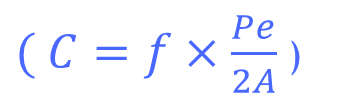 ( C = f × Pe/2A )